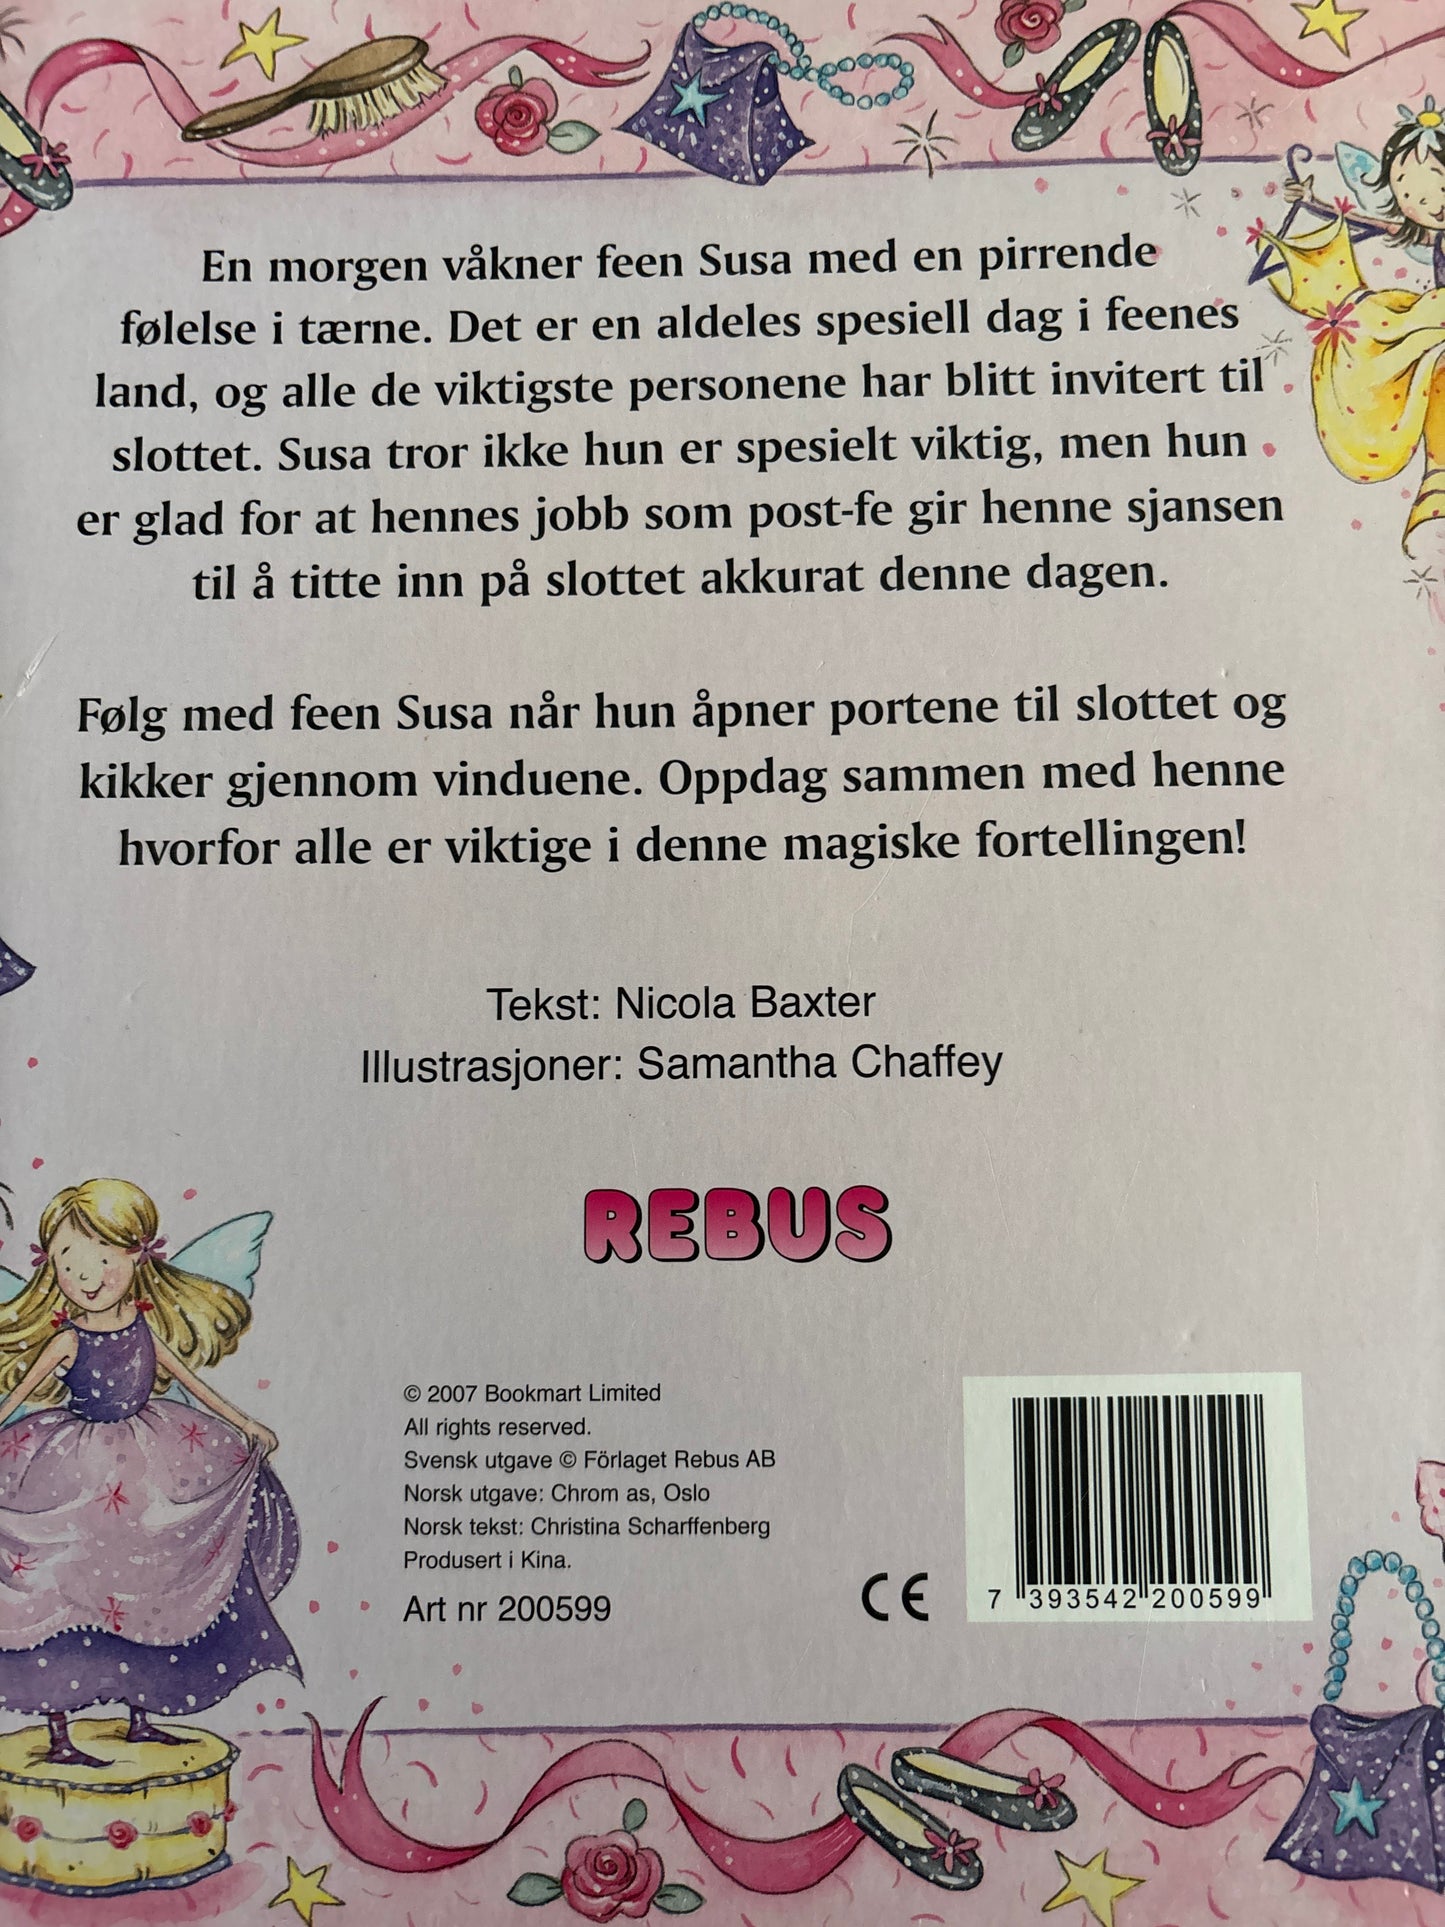 En morgen våkner feen Susa med en pirrende
følelse i tærne. Det er en aldeles spesiell dag i feenes
land, og alle de viktigste personene har blitt invitert til
slottet. Susa tror ikke hun er spesielt viktig, men hun
er glad for at hennes jobb som post-fe gir henne sjansen
til å titte inn på slottet akkurat denne dagen.
Følg med feen Susa når hun åpner portene til slottet og
kikker gjennom vinduene. Oppdag sammen med henne
hvorfor alle er viktige i denne magiske fortellingen!
Tekst: Nicola Baxter
Illustrasjoner: Samantha Chaffey
REBUS
© 2007 Bookmart Limited
All rights reserved.
Svensk utgave © Förlaget Rebus AB
Norsk utgave: Chrom as, Oslo
Norsk tekst: Christina Scharffenberg
Produsert i Kina.
Art nr 200599
CE
7 393542 200599